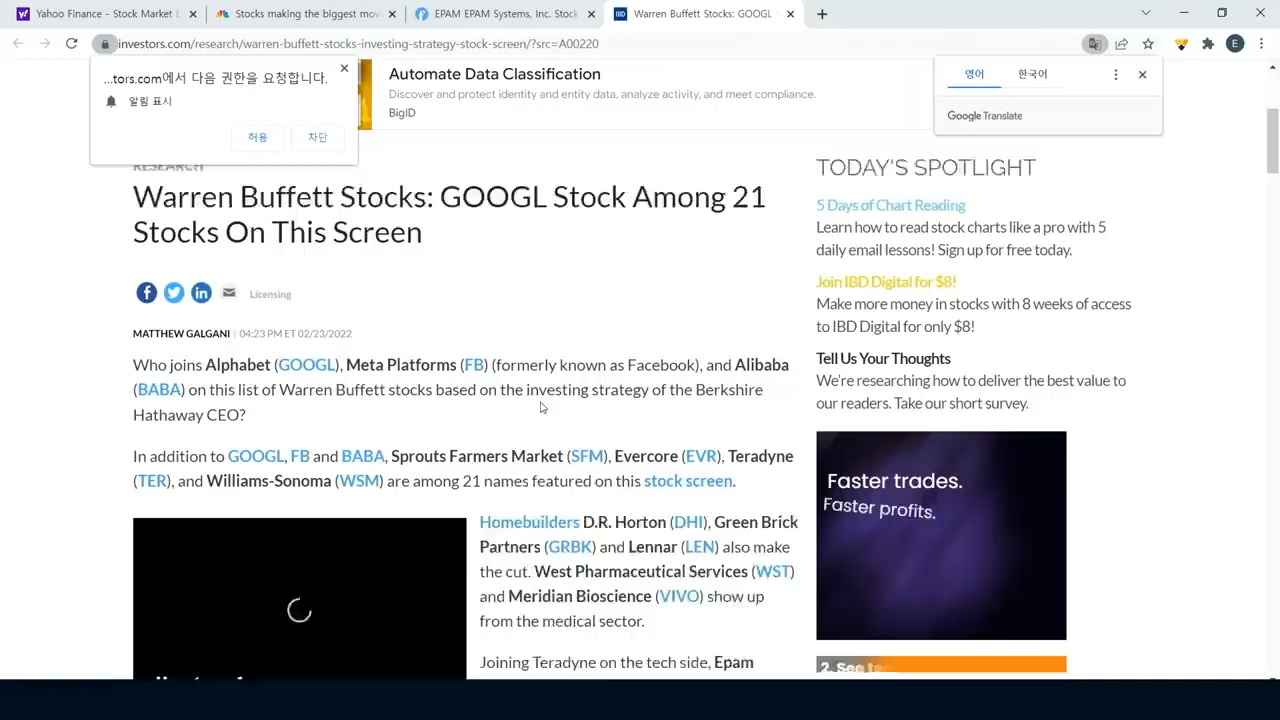 Yahoo Finance - Stock Market L
Stocks making the biggest mov
EPAM EPAM Systems, Inc. Stock
Warren Buffett Stocks: GOOGL
investors.com/research/warren-buffett-stocks-investing-strategy-stock-screen/?src=A00220
E
...tors.com에서 다음 권한을 요청합니다.
알림 표시
허용
차단
Automate Data Classification
Discover and protect identity and entity data, analyze activity, and meet compliance.
BigID
영어
한국어
Google Translate
RESEARCH
Warren Buffett Stocks: GOOGL Stock Among 21
Stocks On This Screen
Licensing
MATTHEW GALGANI | 04:23 PM ET 02/23/2022
Who joins Alphabet (GOOGL), Meta Platforms (FB) (formerly known as Facebook), and Alibaba
(BABA) on this list of Warren Buffett stocks based on the investing strategy of the Berkshire
Hathaway CEO?
In addition to GOOGL, FB and BABA, Sprouts Farmers Market (SFM), Evercore (EVR), Teradyne
(TER), and Williams-Sonoma (WSM) are among 21 names featured on this stock screen.
Homebuilders D.R. Horton (DHI), Green Brick
Partners (GRBK) and Lennar (LEN) also make
the cut. West Pharmaceutical Services (WST)
and Meridian Bioscience (VIVO) show up
from the medical sector.
Joining Teradyne on the tech side, Epam
TODAY'S SPOTLIGHT
5 Days of Chart Reading
Learn how to read stock charts like a pro with 5
daily email lessons! Sign up for free today.
Join IBD Digital for $8!
Make more money in stocks with 8 weeks of access
to IBD Digital for only $8!
Tell Us Your Thoughts
We're researching how to deliver the best value to
our readers. Take our short survey.
Faster trades.
Faster profits.